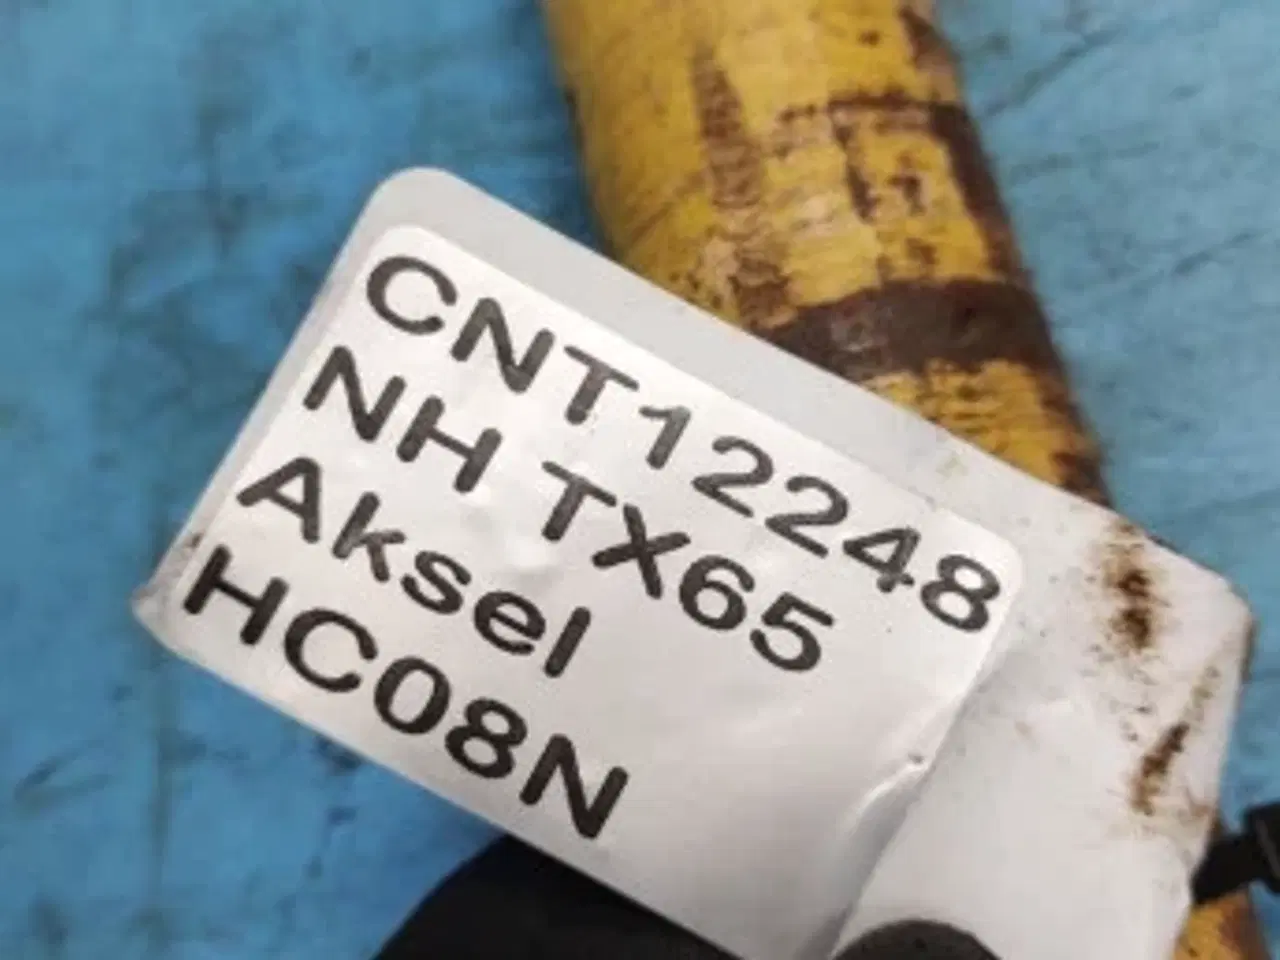 CNT12248
NH TX65
Aksel
HC08N